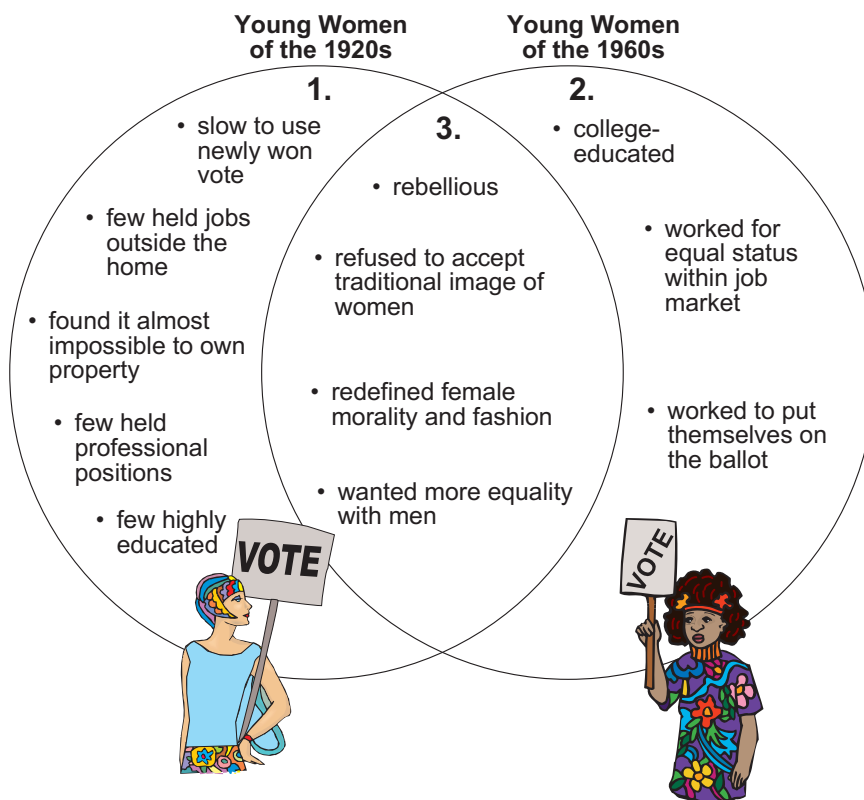 Young Women
of the 1920s
Young Women
of the 1960s
1.
• slow to use
newly won
vote
• few held jobs
outside the
home
• found it almost
impossible to own
property
• few held
professional
positions
• few highly
educated
2.
• college-
educated
• worked for
equal status
within job
market
• worked to put
themselves on
the ballot
3.
• rebellious
• refused to accept
traditional image of
women
• redefined female
morality and fashion
• wanted more equality
with men
VOTE
VOTE